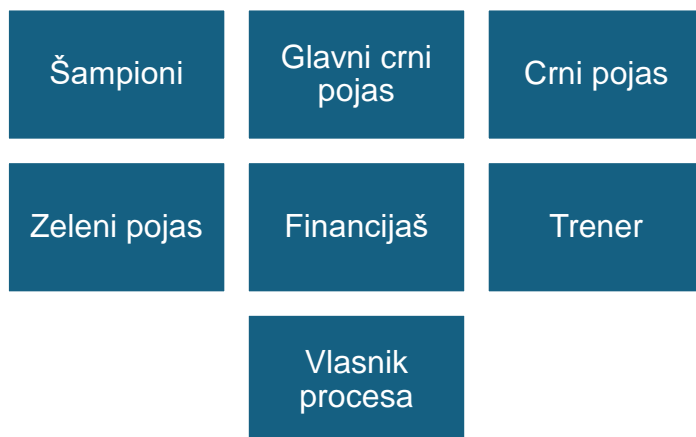 Šampioni
Glavni crni
pojas
Crni pojas
Zeleni pojas
Financijaš
Trener
Vlasnik
procesa